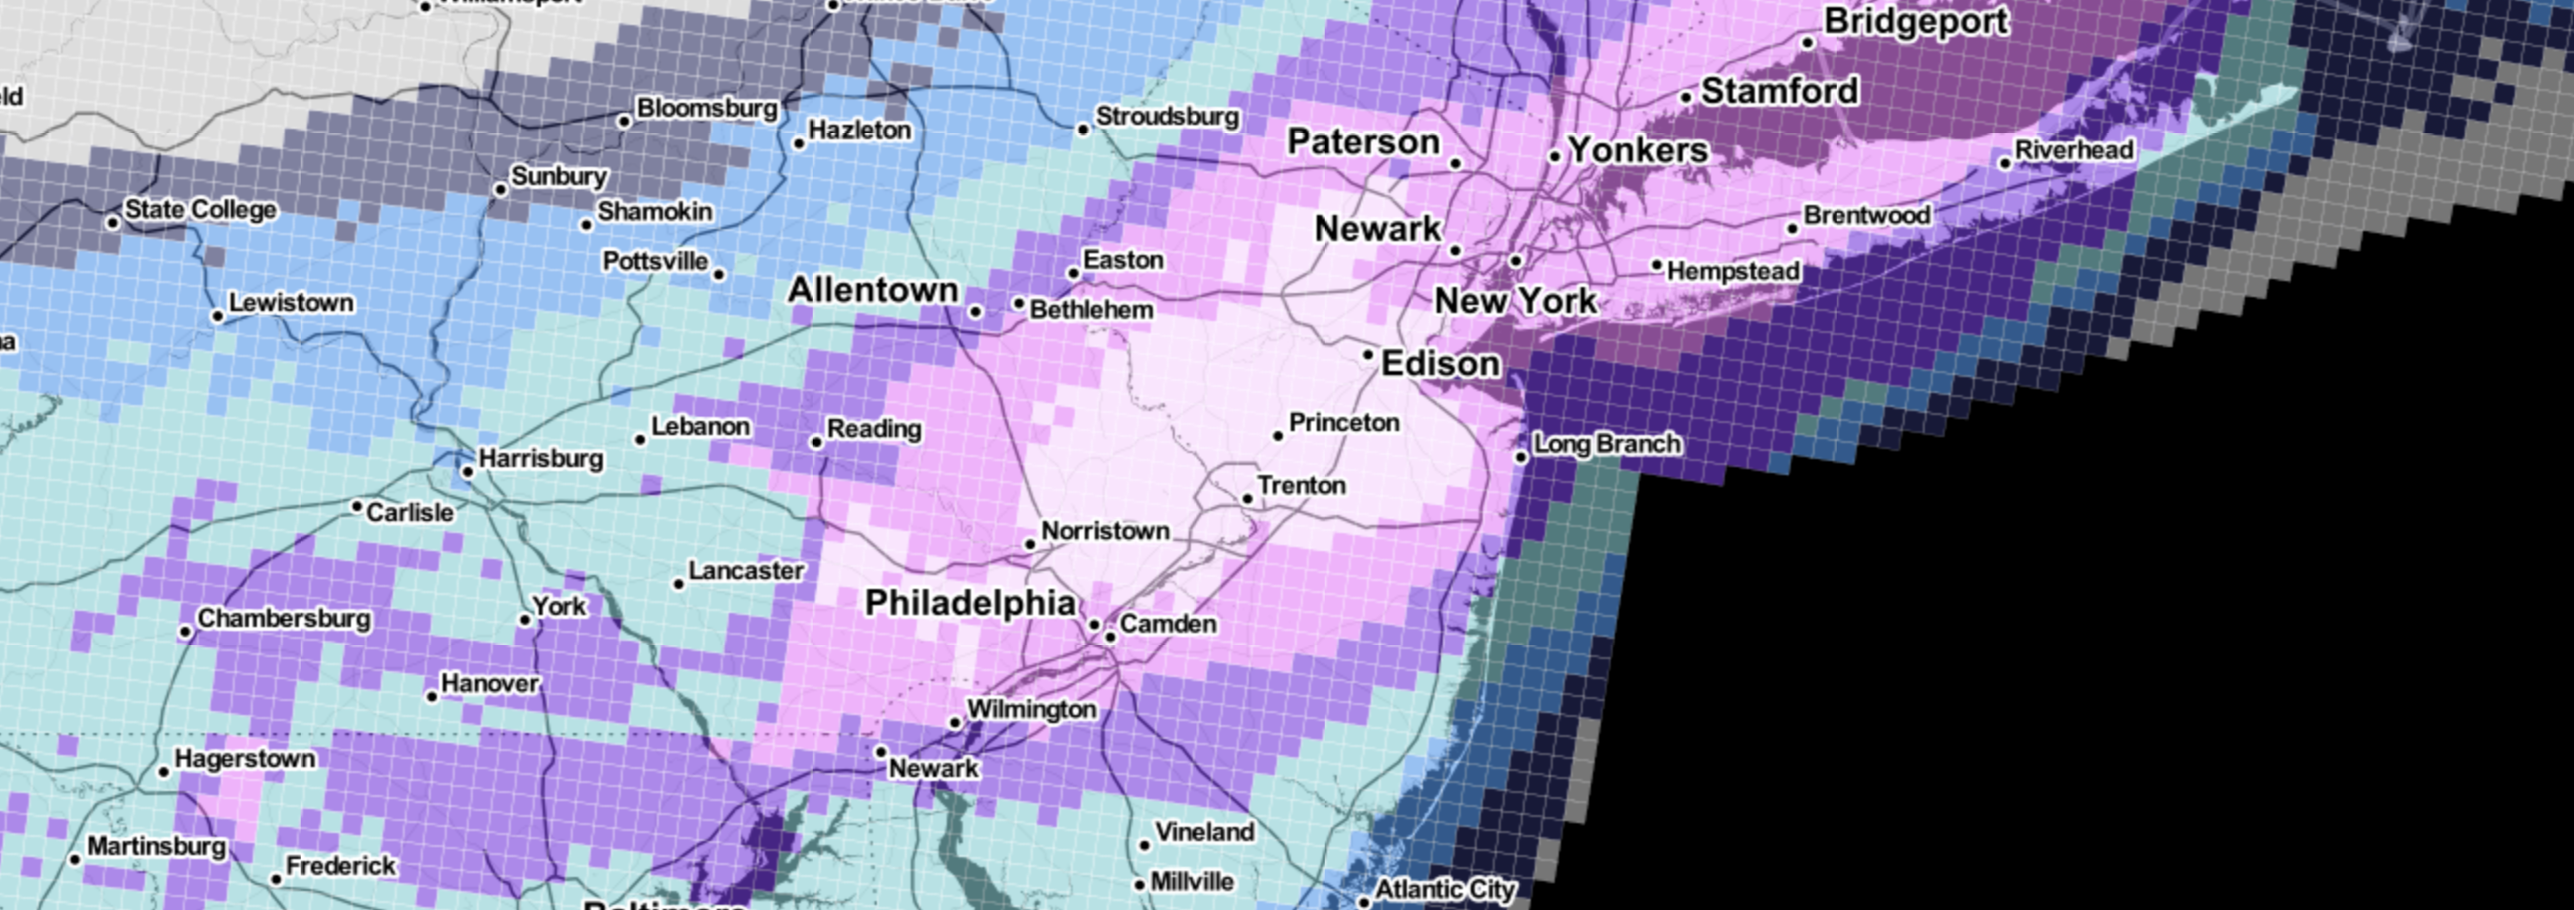 Bridgeport
Stamford
Bloomsburg
Hazleton
Stroudsburg
Paterson
Yonkers
Riverhead
Sunbury
State College
Shamokin
Brentwood
Newark
Pottsville
Easton
Hempstead
Allentown
Bethlehem
Lewistown
New York
Edison
Princeton
Lebanon
Reading
Long Branch
Harrisburg
Trenton
Carlisle
Norristown
Lancaster
Philadelphia
Camden
York
Chambersburg
Hanover
Wilmington
Hagerstown
Newark
Vineland
Martinsburg
Frederick
Millville
Atlantic City